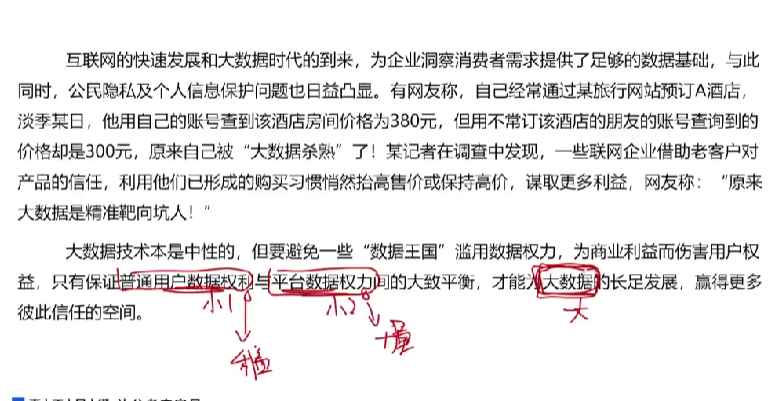 互联网的快速发展和大数据时代的到来，为企业洞察消费者需求提供了足够的数据基础，与此
同时，公民隐私及个人信息保护问题也日益凸显。有网友称，自己经常通过某旅行网站预订A酒店，
淡季某日，他用自己的账号查到该酒店房间价格为380元，但用不常订该酒店的朋友的账号查询到的
价格却是300元，原来自己被“大数据杀熟”了！某记者在调查中发现，一些联网企业借助老客户对
产品的信任，利用他们已形成的购买习惯悄然抬高售价或保持高价，谋取更多利益，网友称：“原来
大数据是精准靶向坑人！”
大数据技术本是中性的，但要避免一些“数据王国”滥用数据权力，为商业利益而伤害用户权
益，只有保证普通用户数据权利与平台数据权力间的大致平衡，才能为大数据的长足发展，赢得更多
小1 小2 大
彼此信任的空间。